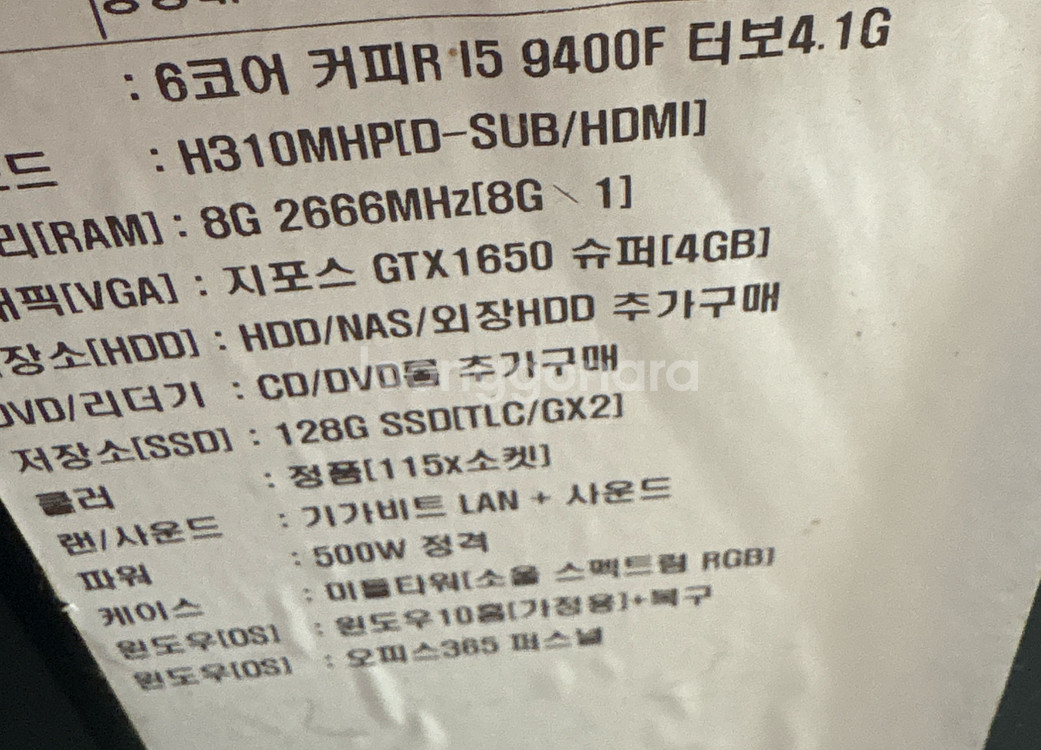 : 6코어 커피R I5 9400F 터보4.1G
드 : H310MHP[D-SUB/HDMI]
리[RAM] : 8G 2666MHz[8G \ 1]
래픽[VGA] : 지포스 GTX1650 슈퍼[4GB]
장소[HDD] : HDD/NAS/외장HDD 추가구매
DVD/리더기 : CD/DVD롬 추가구매
저장소[SSD] : 128G SSD[TLC/GX2]
쿨러 : 정품[115x소켓]
랜/사운드 : 기가비트 LAN + 사운드
파워 : 500W 정격
케이스 : 미들타워[소울 스펙트럼 RGB]
윈도우[OS] : 윈도우10홈[가정용]+복구
윈도우[OS] : 오피스365 퍼스널
joonggonara